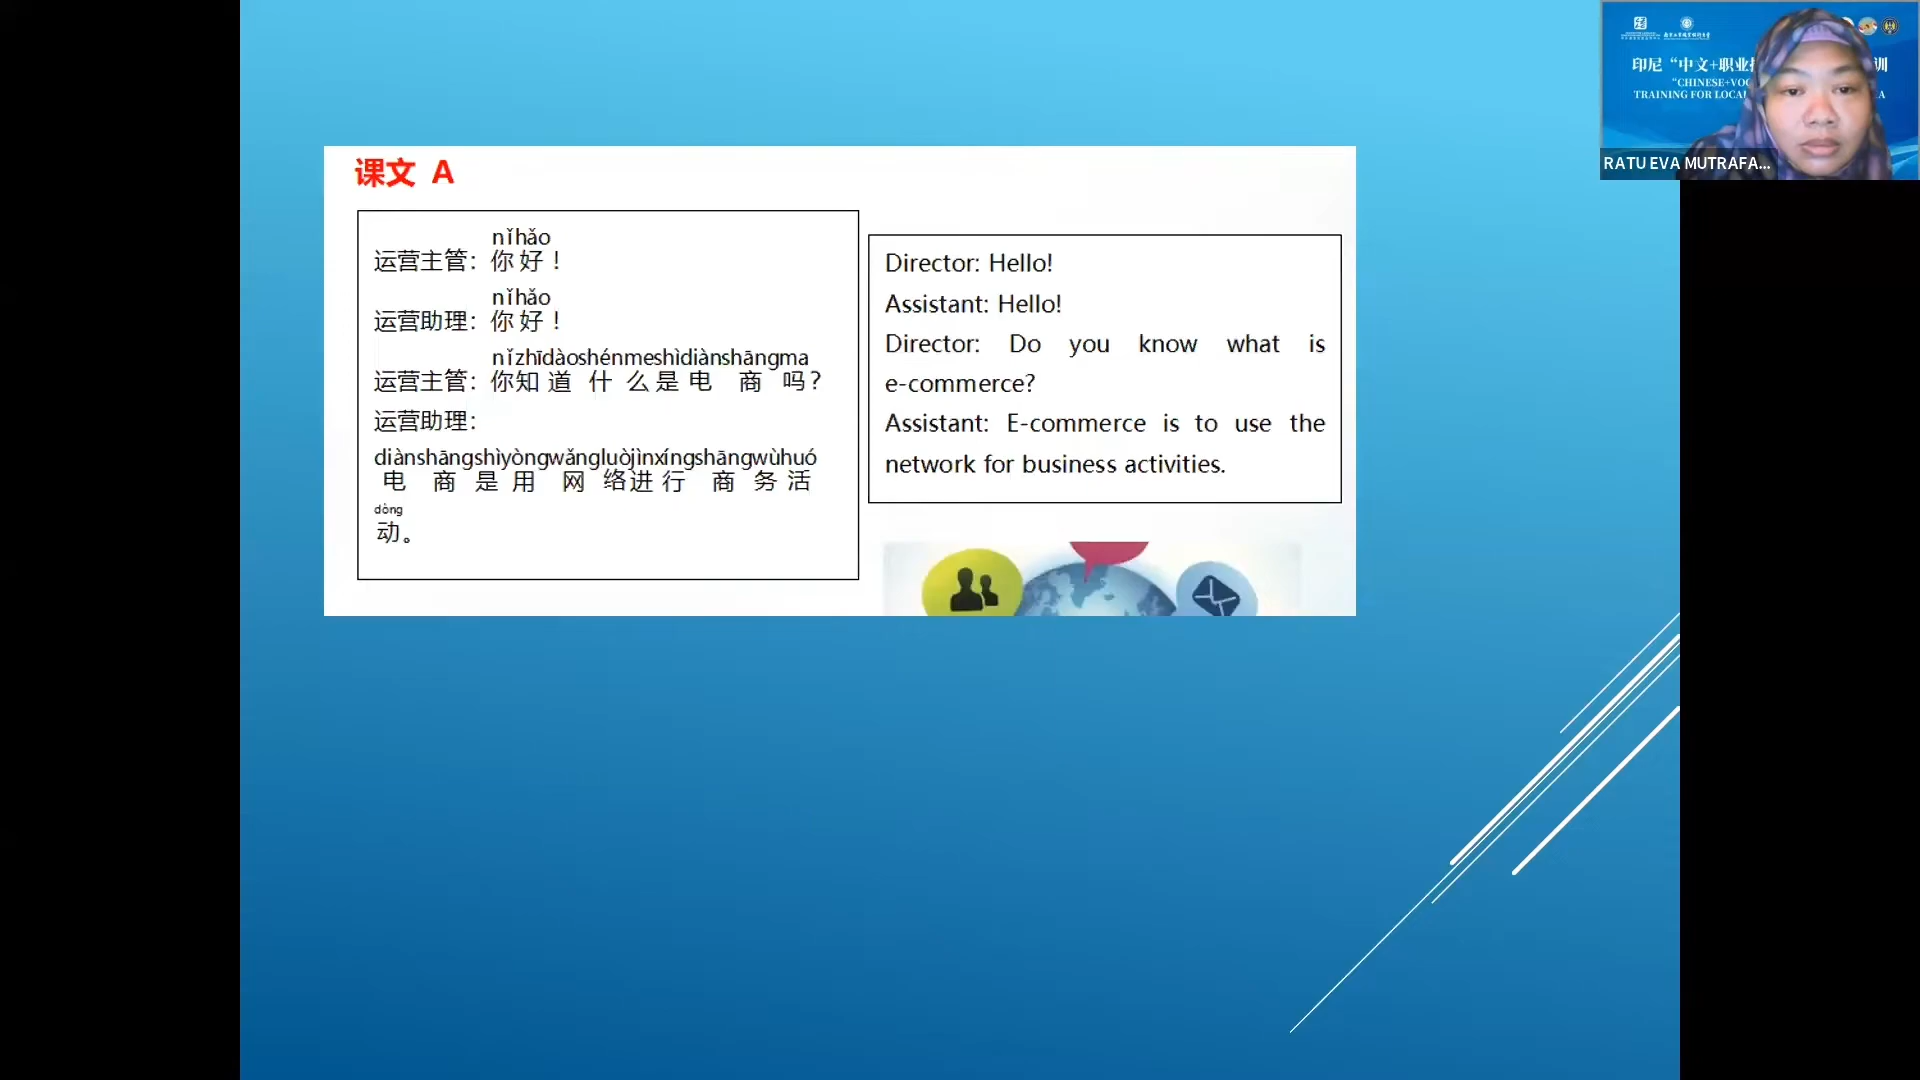 课文 A
nǐhǎo
运营主管：你好！
nǐhǎo
运营助理：你好！
nǐzhīdàoshénmeshìdiànshāngma
运营主管：你知道什么是电商吗？
运营助理：
diànshāngshìyòngwǎngluòjìnxíngshāngwùhuó
电商是用网络进行商务活
dòng
动。
Director: Hello!
Assistant: Hello!
Director: Do you know what is
e-commerce?
Assistant: E-commerce is to use the
network for business activities.
印尼“中文+职业 训
“CHINESE+
TRAINING FOR
RATU EVA MUTRAFA...